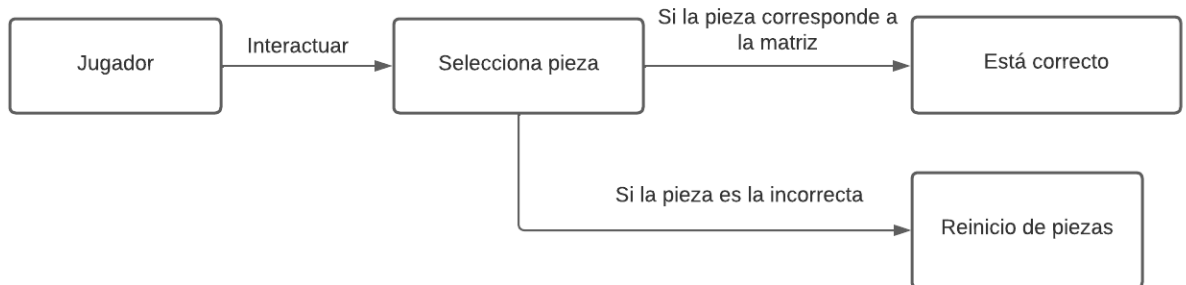 Jugador
Interactuar
Selecciona pieza
Si la pieza corresponde a
la matriz
Está correcto
Si la pieza es la incorrecta
Reinicio de piezas